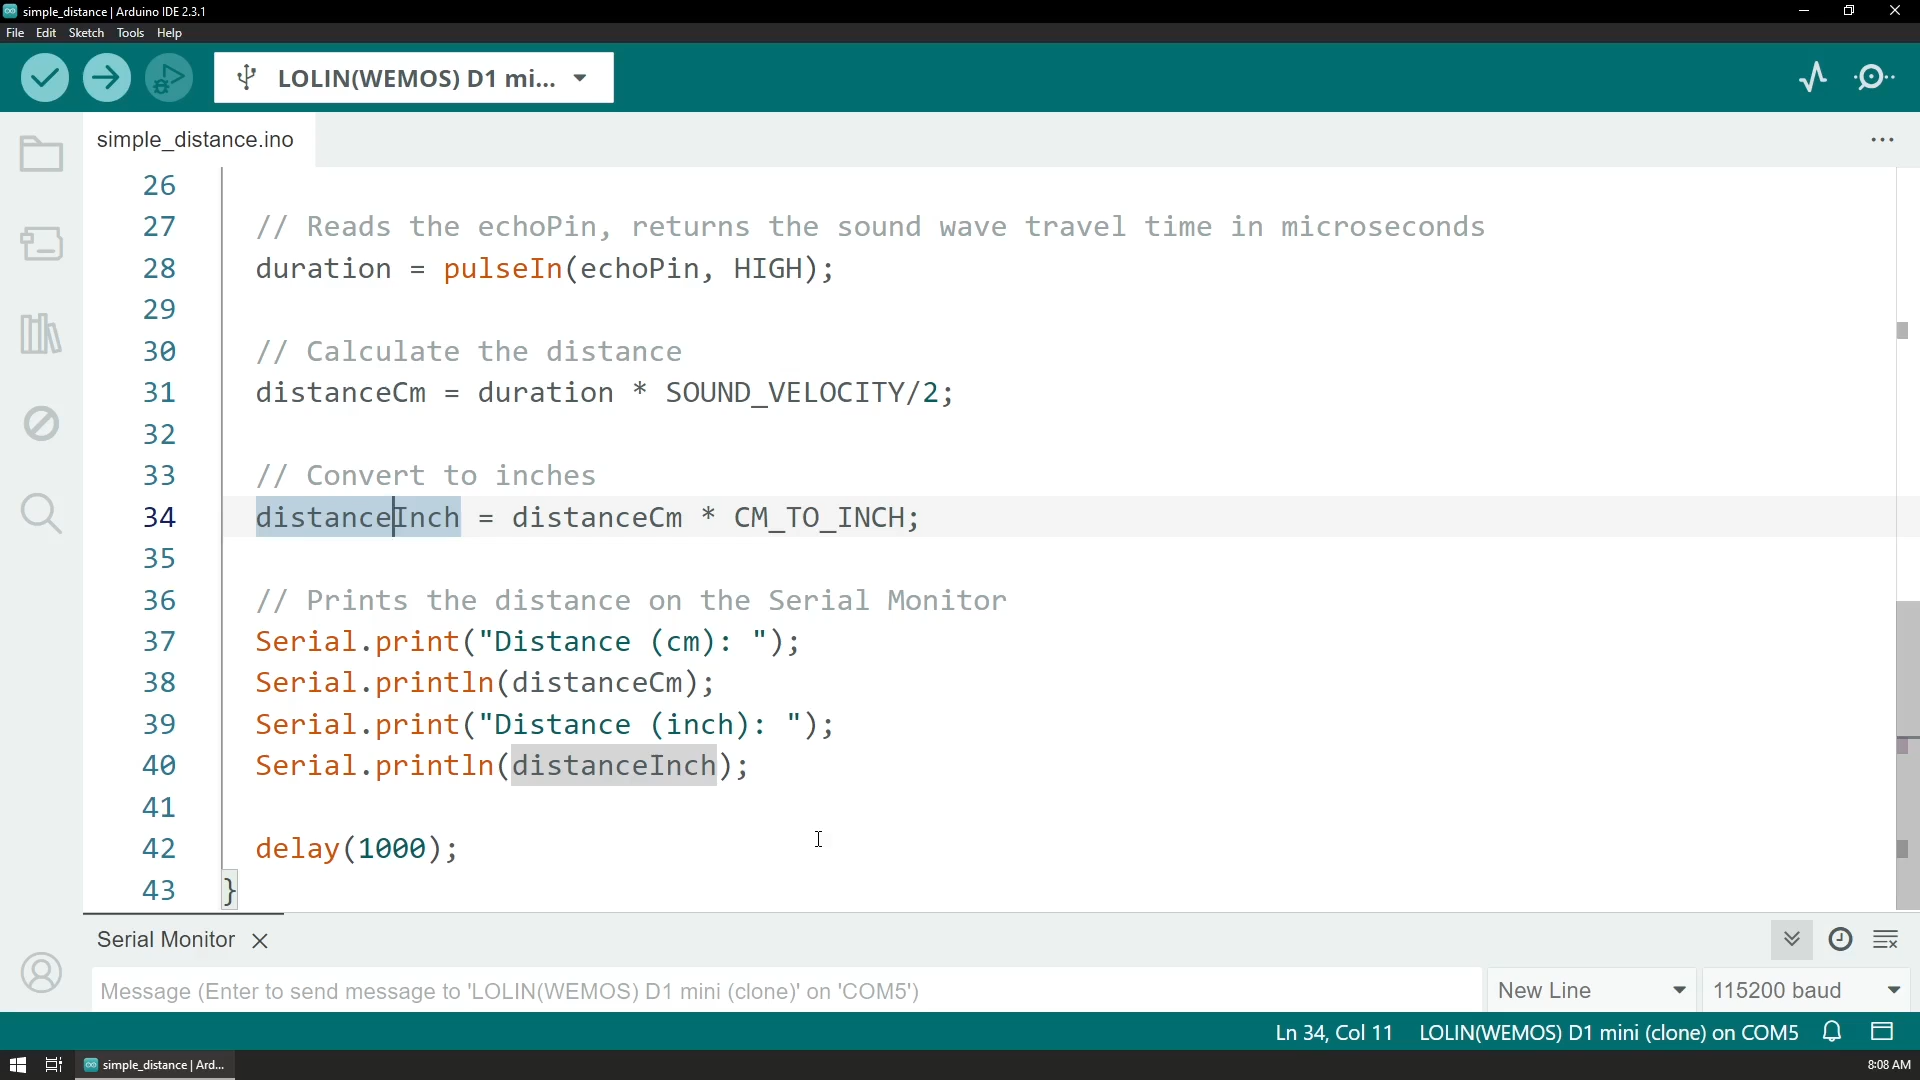 simple_distance | Arduino IDE 2.3.1
File Edit Sketch Tools Help
LOLIN(WEMOS) D1 mi...
simple_distance.ino
26
27 // Reads the echoPin, returns the sound wave travel time in microseconds
28 duration = pulseIn(echoPin, HIGH);
29
30 // Calculate the distance
31 distanceCm = duration * SOUND_VELOCITY/2;
32
33 // Convert to inches
34 distanceInch = distanceCm * CM_TO_INCH;
35
36 // Prints the distance on the Serial Monitor
37 Serial.print("Distance (cm): ");
38 Serial.println(distanceCm);
39 Serial.print("Distance (inch): ");
40 Serial.println(distanceInch);
41
42 delay(1000);
43 }
Serial Monitor
Message (Enter to send message to 'LOLIN(WEMOS) D1 mini (clone)' on 'COM5') New Line 115200 baud
Ln 34, Col 11 LOLIN(WEMOS) D1 mini (clone) on COM5
simple_distance | Ard... 8:08 AM